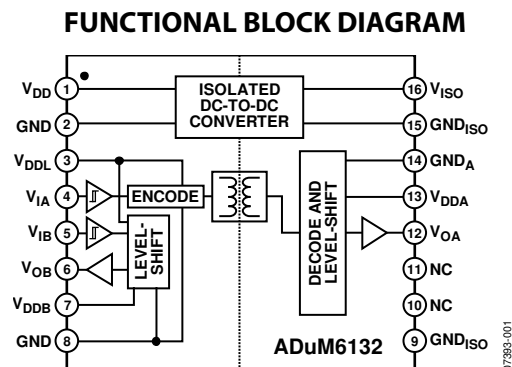 FUNCTIONAL BLOCK DIAGRAM
VDD 1
GND 2
VDDL 3
VIA 4
VIB 5
VOB 6
VDDB 7
GND 8
ISOLATED
DC-TO-DC
CONVERTER
ENCODE
LEVEL-
SHIFT
DECODE AND
LEVEL-SHIFT
16 VISO
15 GNDISO
14 GNDA
13 VDDA
12 VOA
11 NC
10 NC
9 GNDISO
ADuM6132
07393-001